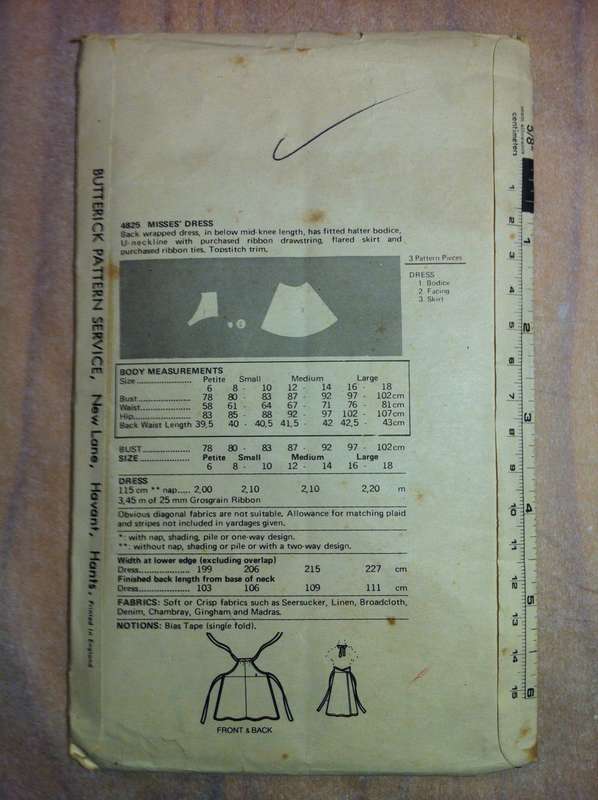 4825 MISSES' DRESS
Back wrapped dress, in below mid-knee length, has fitted halter bodice,
U-neckline with purchased ribbon drawstring, flared skirt and
purchased ribbon ties. Topstitch trim.
3 Pattern Pieces
DRESS
1. Bodice
2. Facing
3. Skirt
BODY MEASUREMENTS
Size Petite Small Medium Large
6 8 - 10 12 - 14 16 - 18
Bust 78 80 - 83 87 - 92 97 - 102cm
Waist 58 61 - 64 67 - 71 76 - 81cm
Hip 83 85 - 88 92 - 97 102 - 107cm
Back Waist Length 39,5 40 - 40,5 41,5 - 42 42,5 - 43cm
BUST 78 80 - 83 87 - 92 97 - 102cm
SIZE Petite Small Medium Large
6 8 - 10 12 - 14 16 - 18
DRESS
115 cm ** nap 2,00 2,10 2,10 2,20 m
3,45 m of 25 mm Grosgrain Ribbon
Obvious diagonal fabrics are not suitable. Allowance for matching plaid
and stripes not included in yardages given.
*: with nap, shading, pile or one-way design.
**: without nap, shading or pile or with a two-way design.
Width at lower edge (excluding overlap)
Dress 199 206 215 227 cm
Finished back length from base of neck
Dress 103 106 109 111 cm
FABRICS: Soft or Crisp fabrics such as Seersucker, Linen, Broadcloth,
Denim, Chambray, Gingham and Madras.
NOTIONS: Bias Tape (single fold).
FRONT & BACK
BUTTERICK PATTERN SERVICE, New Lane, Havant, Hants, Printed in England
5/8"
centimeters
1 2 3 4 5 6 7 8 9 10 11 12 13 14 15
1 2 3 4 5 6